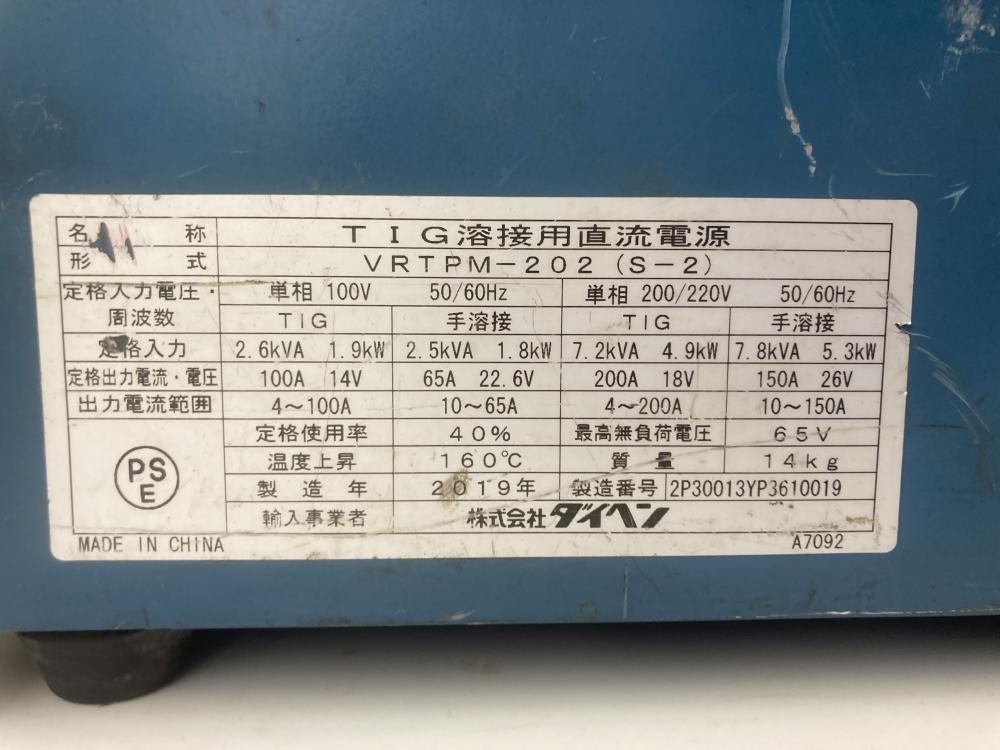 名 称 TIG溶接用直流電源
形 式 VRTPM-202(S-2)
定格入力電圧・周波数 単相 100V 50/60Hz 単相 200/220V 50/60Hz
TIG 手溶接 TIG 手溶接
定格入力 2.6kVA 1.9kW 2.5kVA 1.8kW 7.2kVA 4.9kW 7.8kVA 5.3kW
定格出力電流・電圧 100A 14V 65A 22.6V 200A 18V 150A 26V
出力電流範囲 4～100A 10～65A 4～200A 10～150A
定格使用率 40% 最高無負荷電圧 65V
温度上昇 160℃ 質 量 14kg
製 造 年 2019年 製造番号 2P30013YP3610019
輸入事業者 株式会社ダイヘン
PS
E
MADE IN CHINA A7092